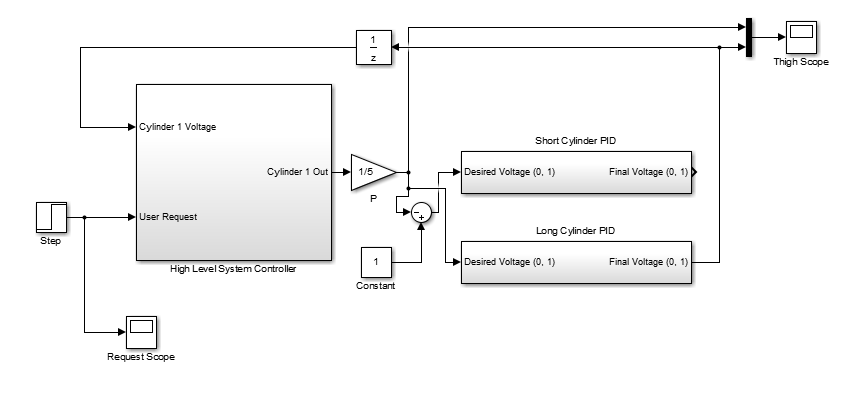 1
z
Thigh Scope
Cylinder 1 Voltage
Cylinder 1 Out
User Request
High Level System Controller
Step
1/5
P
Short Cylinder PID
Desired Voltage (0, 1)
Final Voltage (0, 1)
Long Cylinder PID
Desired Voltage (0, 1)
Final Voltage (0, 1)
1
Constant
Request Scope